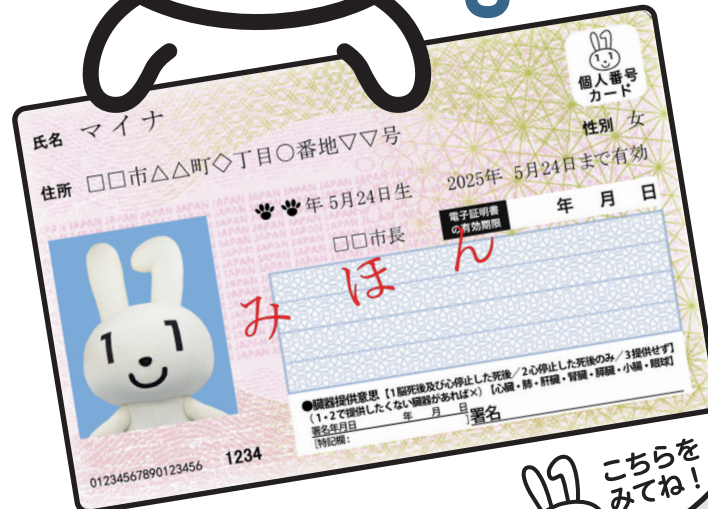 個人番号
カード
氏名 マイナ
性別 女
住所 □□市△△町◇丁目○番地▽▽号
年 5月24日生
2025年 5月24日まで有効
□□市長
電子証明書
の有効期限
年 月 日
みほん
JAPAN JAPAN JAPAN JAPAN JAPAN
●臓器提供意思【1脳死後及び心停止した死後/2心停止した死後のみ/3提供せず】
(1・2で提供したくない臓器があれば×)【心臓・肺・肝臓・腎臓・膵臓・小腸・眼球】
署名年月日 年 月 日
[特記欄: ]署名
01234567890123456 1234
こちらを
みてね!